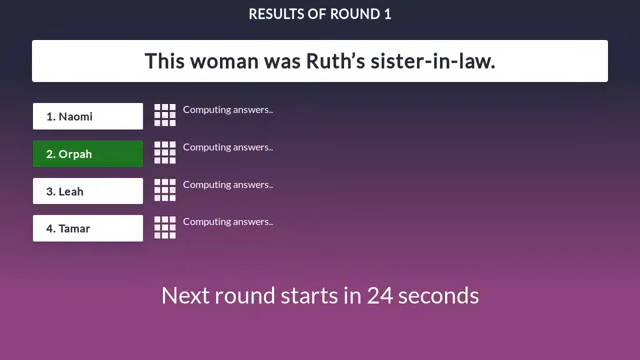 RESULTS OF ROUND 1
This woman was Ruth’s sister-in-law.
1. Naomi
Computing answers..
2. Orpah
Computing answers..
3. Leah
Computing answers..
4. Tamar
Computing answers..
Next round starts in 24 seconds